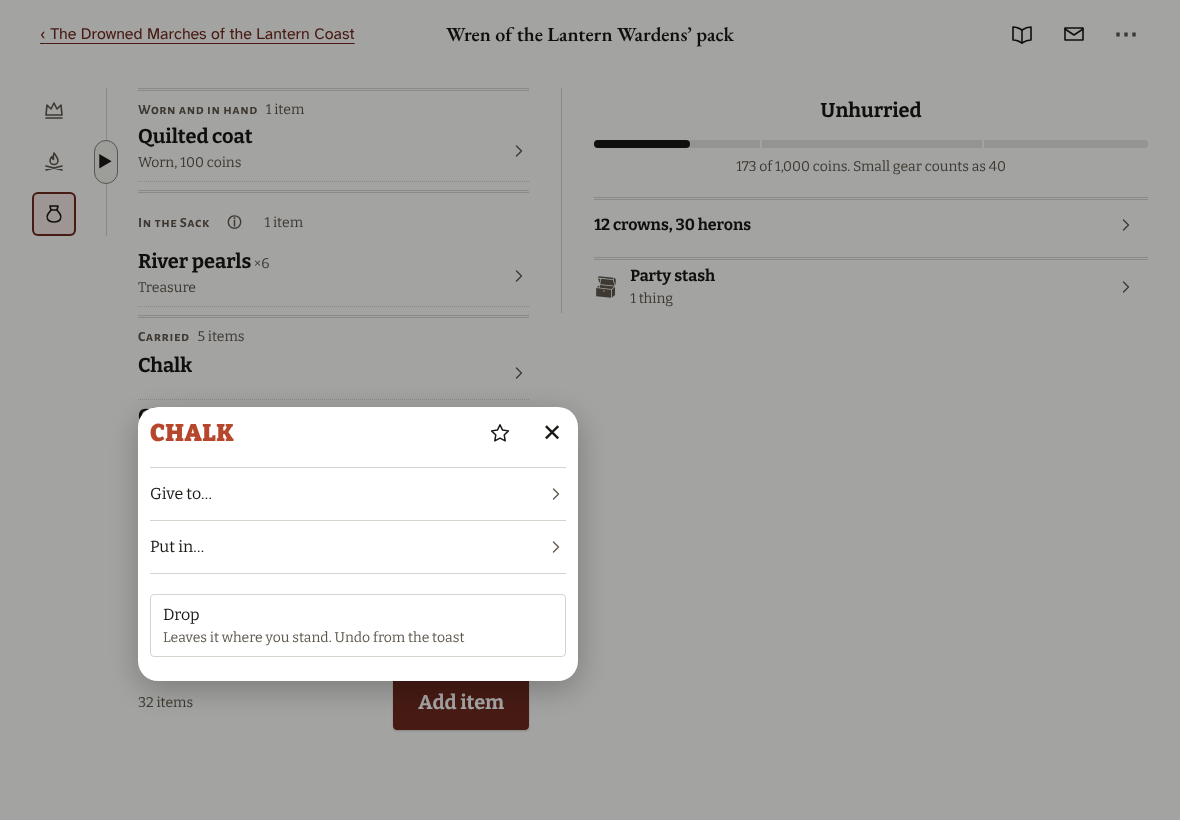 ‹ The Drowned Marches of the Lantern Coast
Wren of the Lantern Wardens’ pack
Worn and in hand 1 item
Quilted coat
Worn, 100 coins
In the Sack 1 item
River pearls ×6
Treasure
Carried 5 items
Chalk
CHALK
Give to…
Put in…
Drop
Leaves it where you stand. Undo from the toast
32 items
Add item
Unhurried
173 of 1,000 coins. Small gear counts as 40
12 crowns, 30 herons
Party stash
1 thing